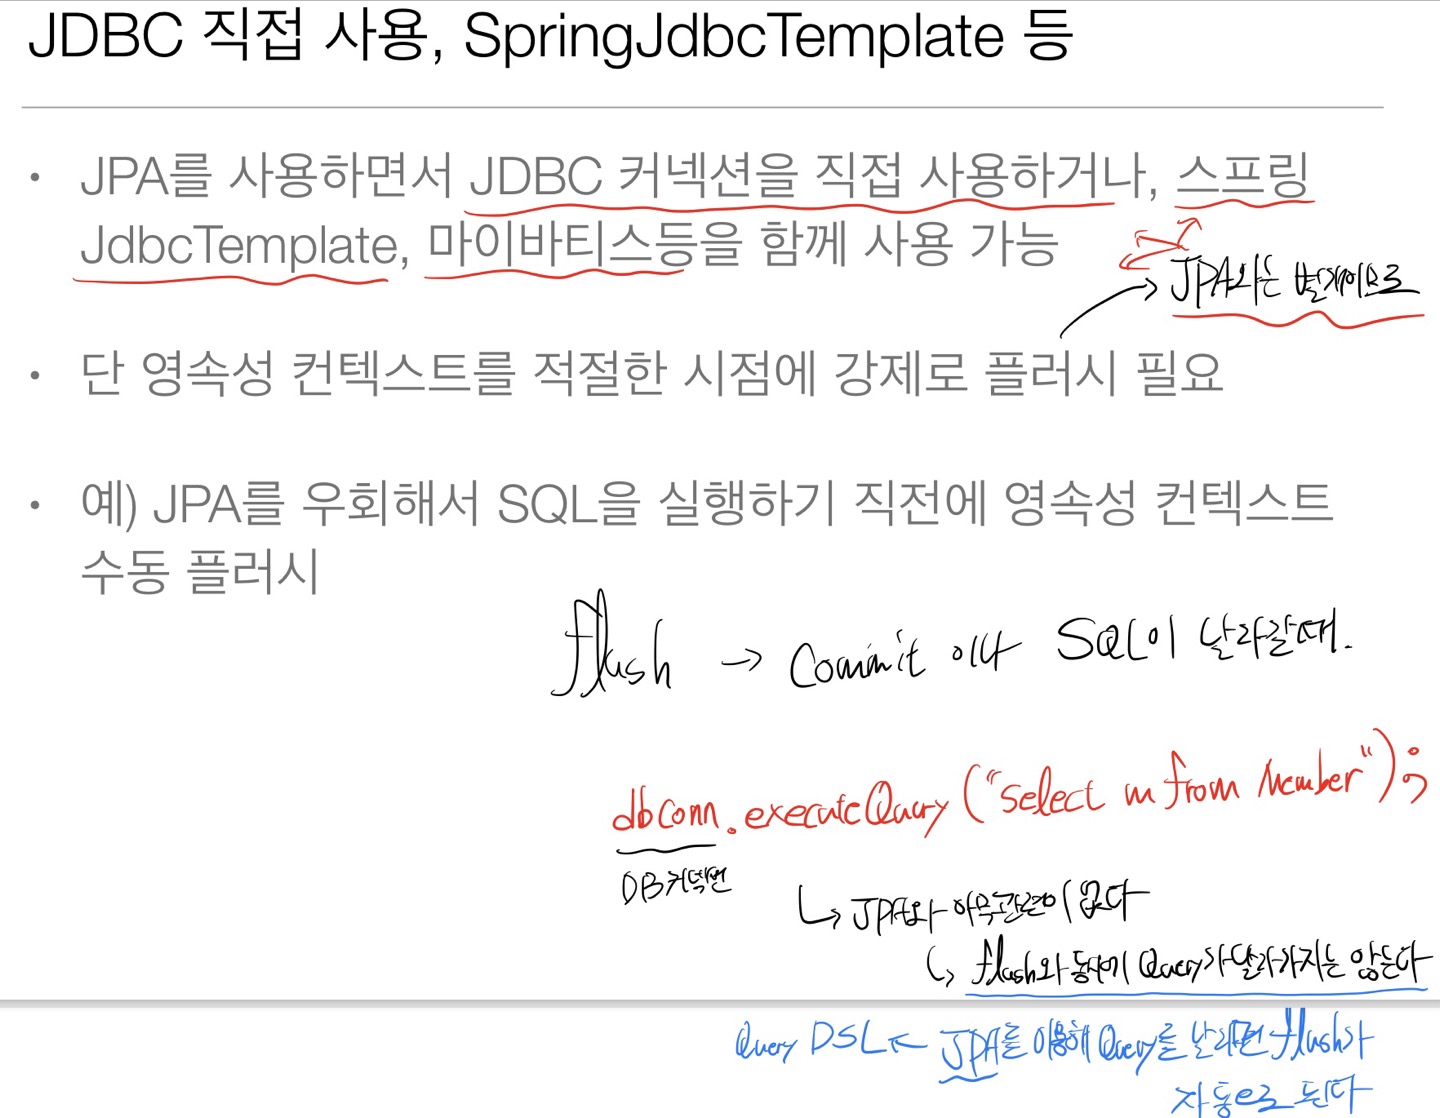 JDBC 직접 사용, SpringJdbcTemplate 등
• JPA를 사용하면서 JDBC 커넥션을 직접 사용하거나, 스프링
JdbcTemplate, 마이바티스등을 함께 사용 가능
→ JPA와는 별개이므로
• 단 영속성 컨텍스트를 적절한 시점에 강제로 플러시 필요
• 예) JPA를 우회해서 SQL을 실행하기 직전에 영속성 컨텍스트
수동 플러시
flush → Commit 이나 SQL이 날라갈때.
dbconn.executeQuery("select m from Member");
DB커넥션
↳ JPA와 아무관련이 없다
↳ flush와 동시에 Query가 날라가지는 않는다
Query DSL ← JPA를 이용해 Query를 날리면 flush가
자동으로 된다